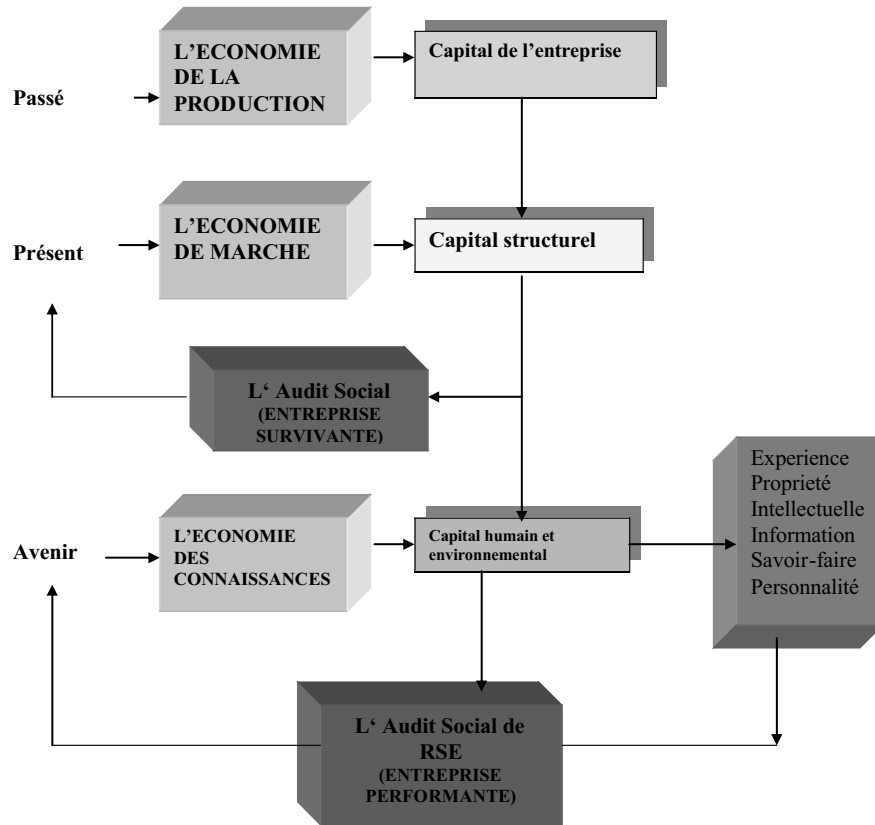 Passé
L'ECONOMIE
DE LA
PRODUCTION
Capital de l'entreprise
Présent
L'ECONOMIE
DE MARCHE
Capital structurel
L‘ Audit Social
(ENTREPRISE
SURVIVANTE)
Avenir
L'ECONOMIE
DES
CONNAISSANCES
Capital humain et
environnemental
Experience
Proprieté
Intellectuelle
Information
Savoir-faire
Personnalité
L‘ Audit Social de
RSE
(ENTREPRISE
PERFORMANTE)